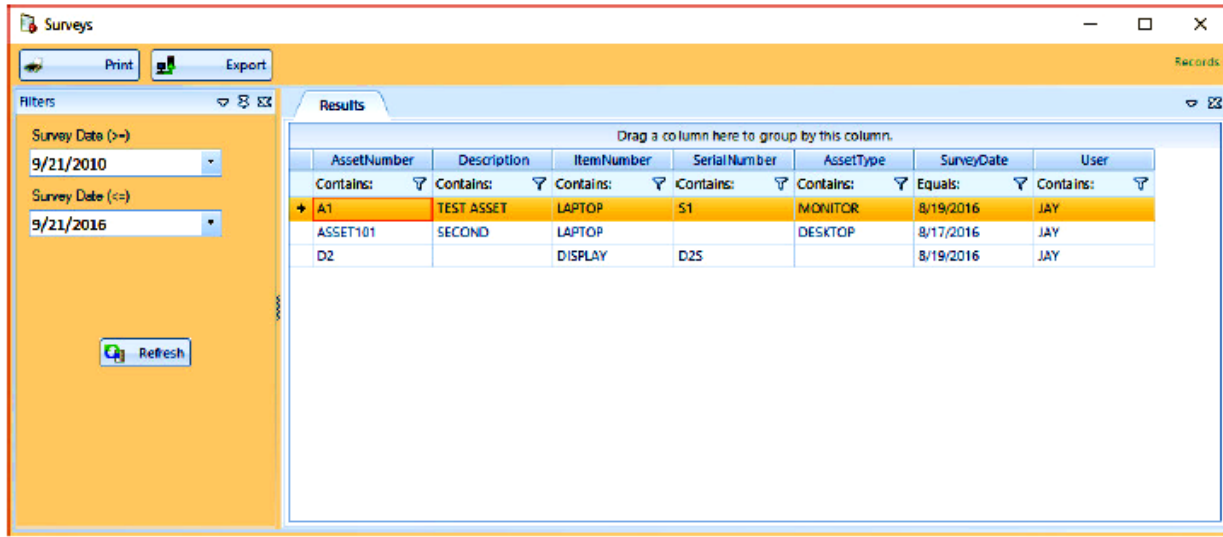 Surveys
Print Export Records
Filters Results
Survey Date (>=)
9/21/2010
Survey Date (<=)
9/21/2016
Refresh
Drag a column here to group by this column.
AssetNumber Description ItemNumber SerialNumber AssetType SurveyDate User
Contains: Contains: Contains: Contains: Contains: Equals: Contains:
A1 TEST ASSET LAPTOP S1 MONITOR 8/19/2016 JAY
ASSET101 SECOND LAPTOP DESKTOP 8/17/2016 JAY
D2 DISPLAY D2S 8/19/2016 JAY